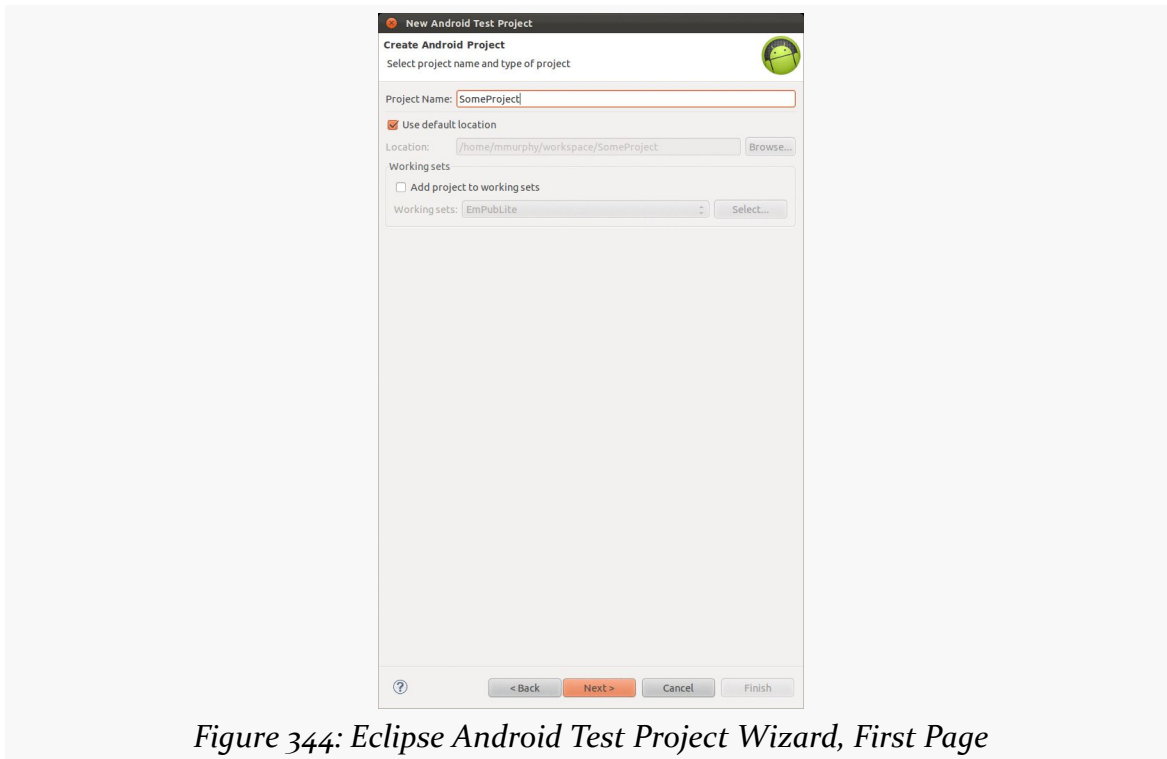 New Android Test Project
Create Android Project
Select project name and type of project
Project Name: SomeProject
Use default location
Location: /home/mmurphy/workspace/SomeProject Browse...
Working sets
Add project to working sets
Working sets: EmPubLite Select...
? < Back Next > Cancel Finish
Figure 344: Eclipse Android Test Project Wizard, First Page